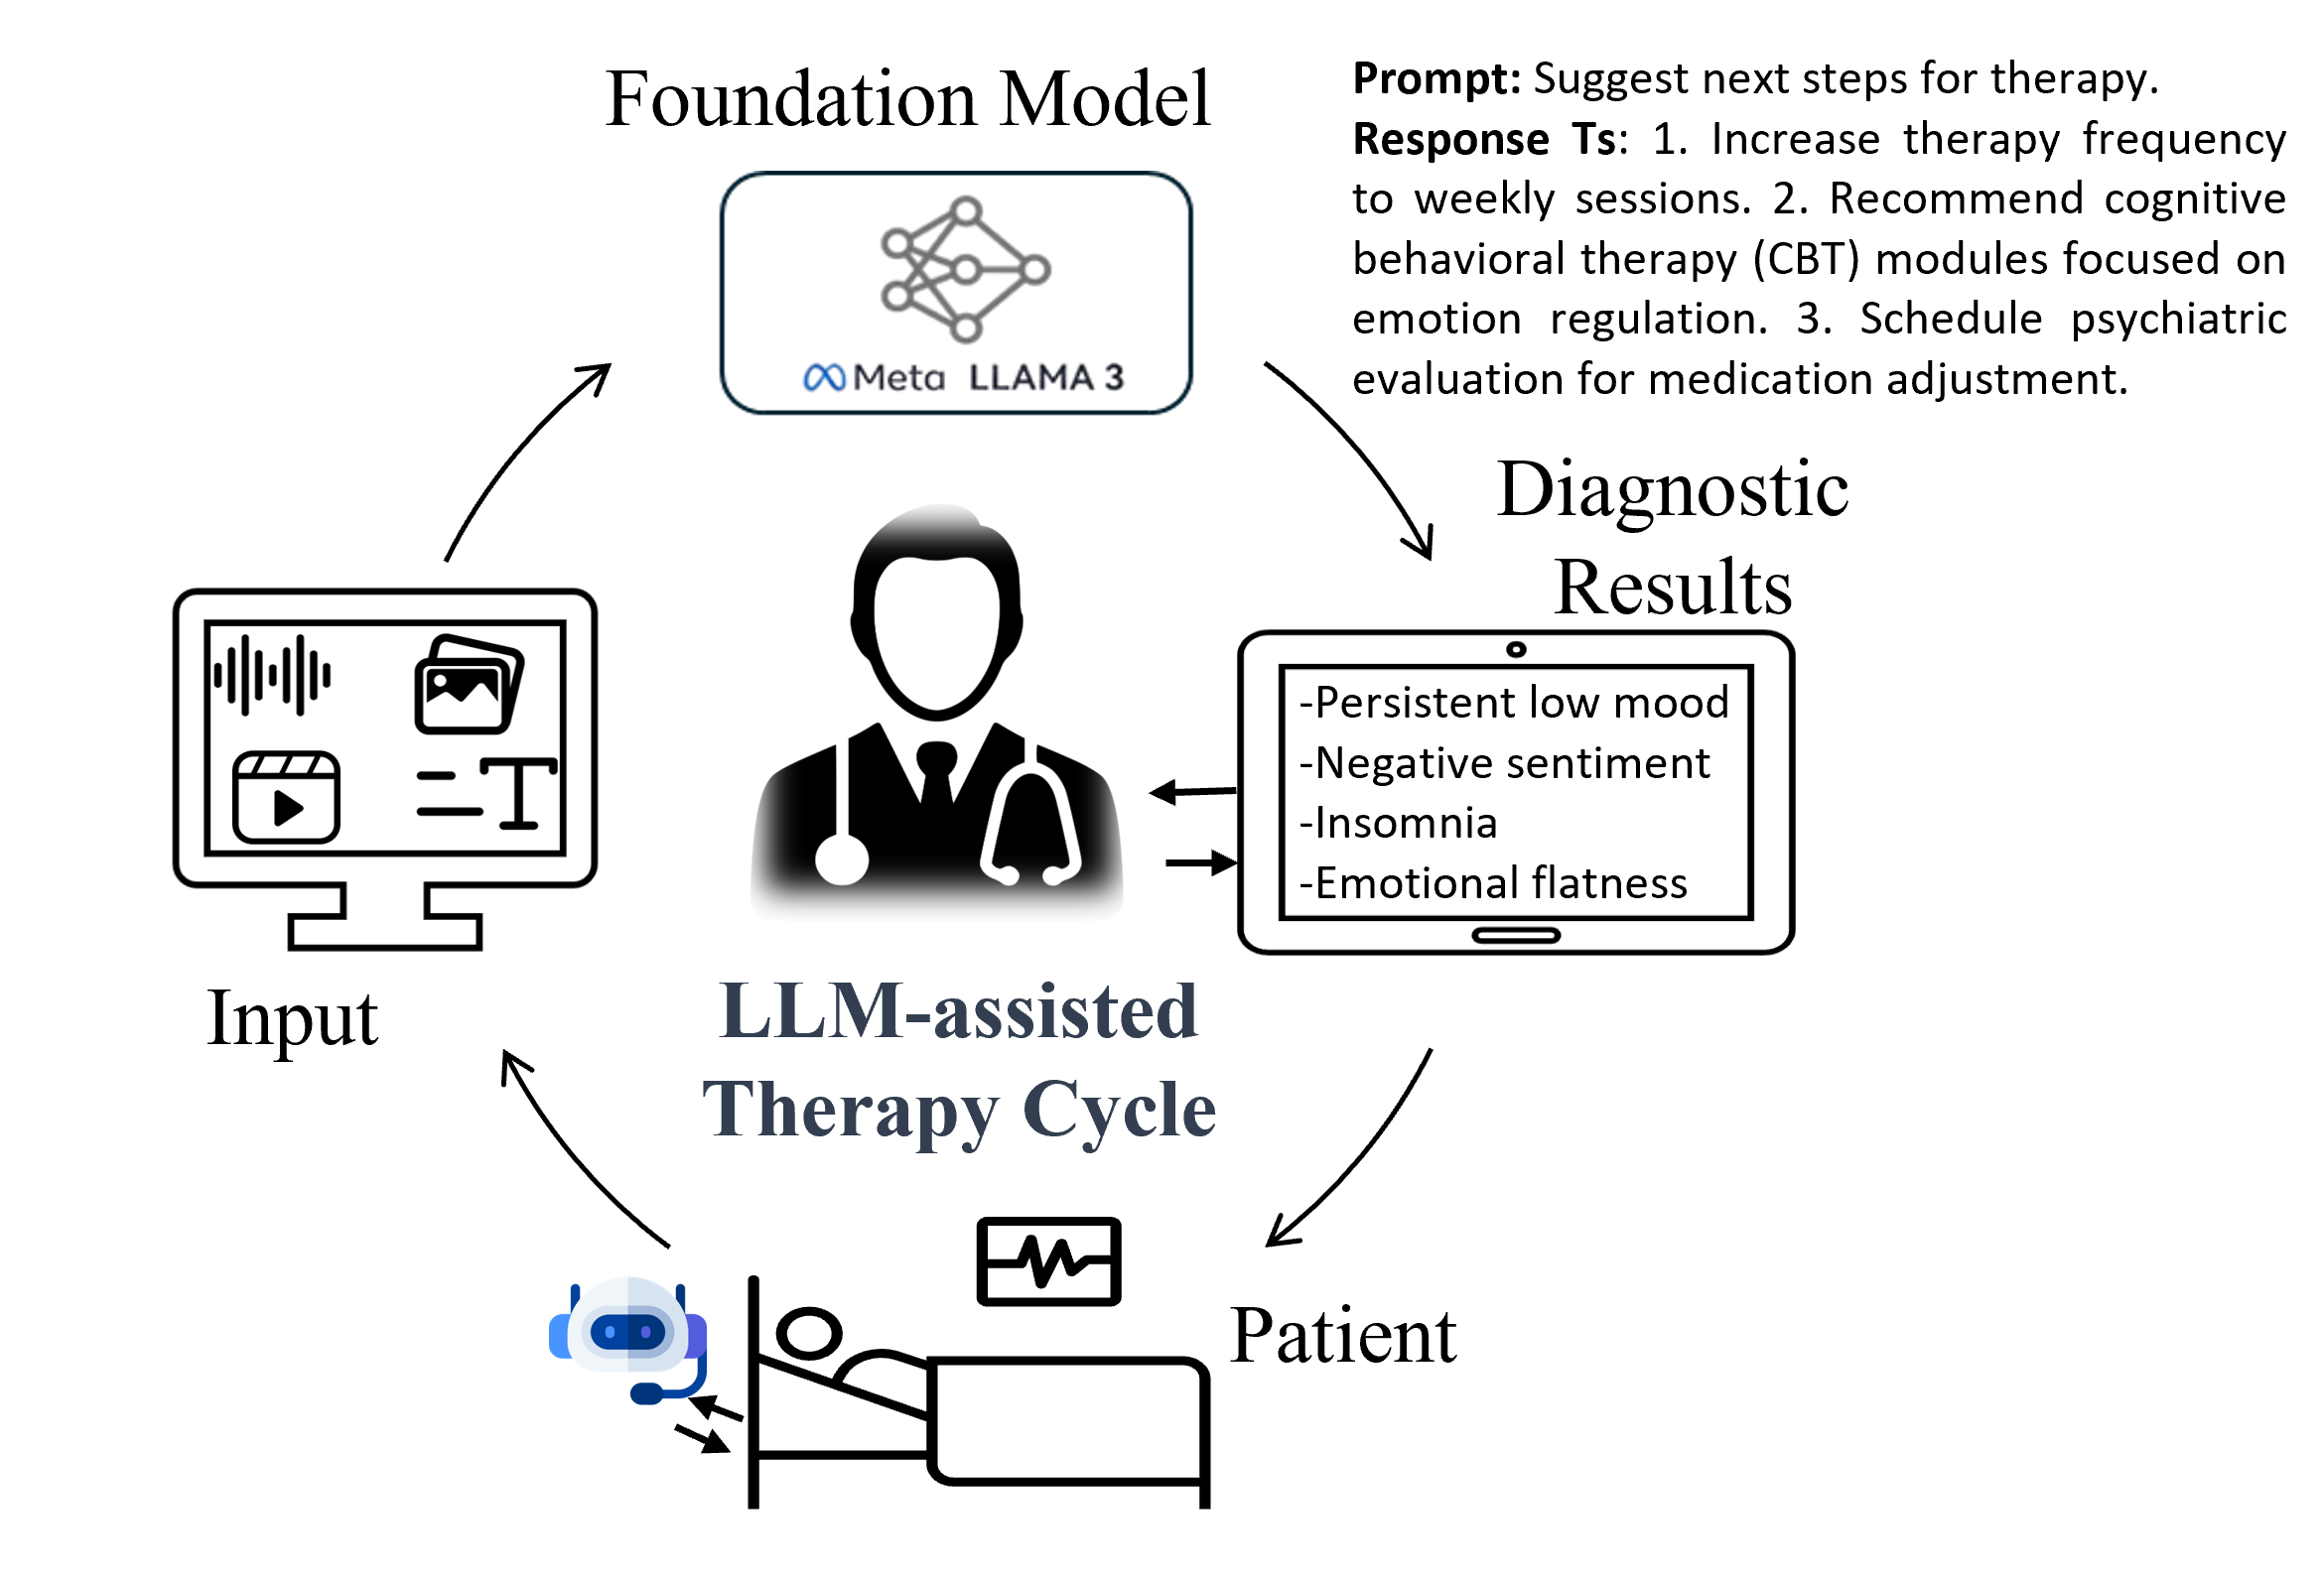 Foundation Model
Prompt: Suggest next steps for therapy.
Response Ts: 1. Increase therapy frequency
to weekly sessions. 2. Recommend cognitive
behavioral therapy (CBT) modules focused on
emotion regulation. 3. Schedule psychiatric
evaluation for medication adjustment.
Meta LLAMA 3
Diagnostic
Results
-Persistent low mood
-Negative sentiment
-Insomnia
-Emotional flatness
T
Input
LLM-assisted
Therapy Cycle
Patient